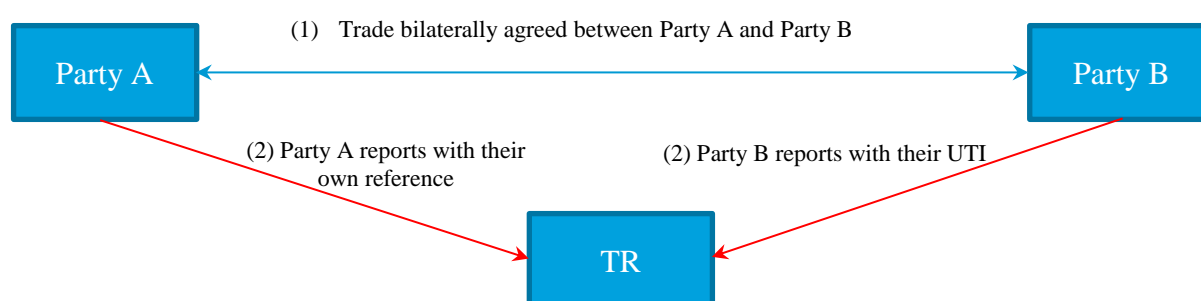 (1) Trade bilaterally agreed between Party A and Party B
Party A
Party B
(2) Party A reports with their
own reference
(2) Party B reports with their UTI
TR